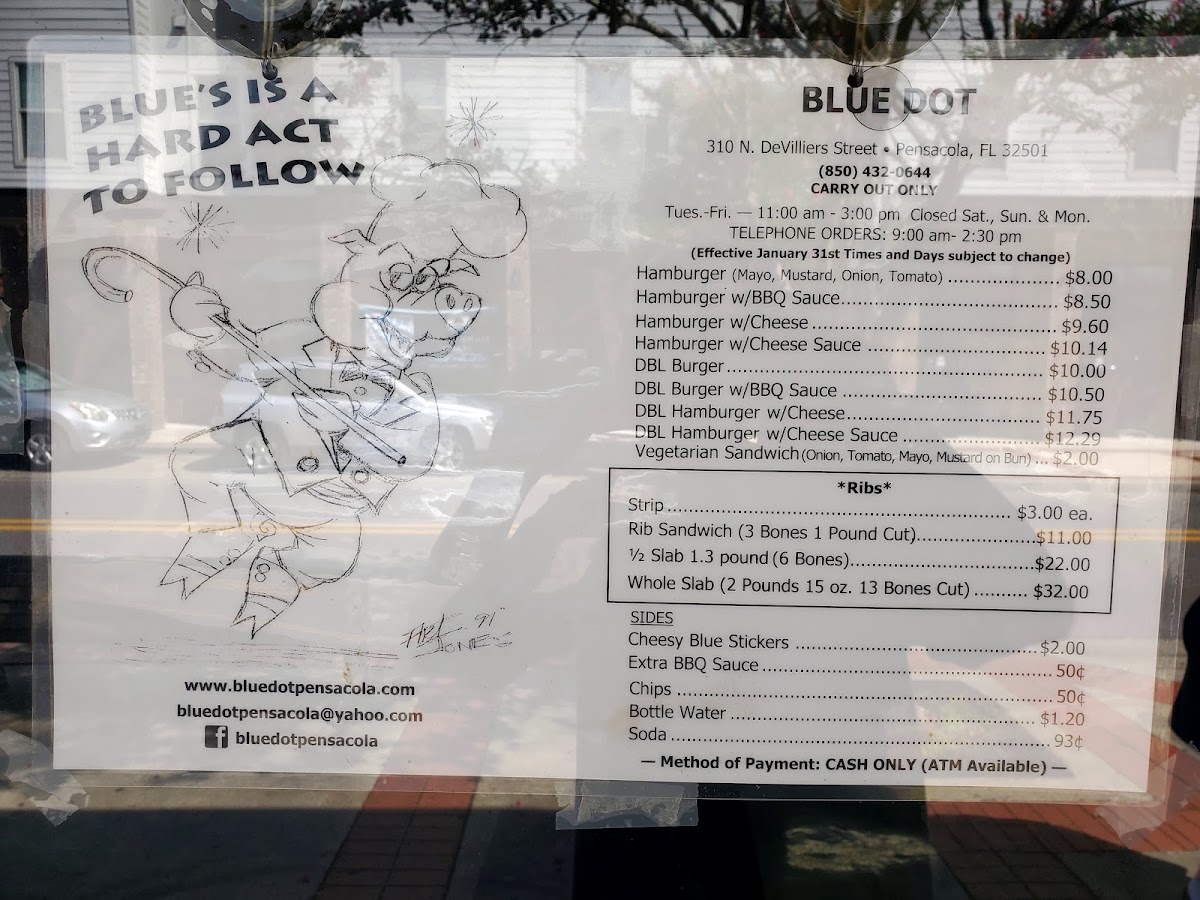 BLUE'S IS A
HARD ACT
TO FOLLOW
ART 91'
JONES
www.bluedotpensacola.com
bluedotpensacola@yahoo.com
f bluedotpensacola
BLUE DOT
310 N. DeVilliers Street • Pensacola, FL 32501
(850) 432-0644
CARRY OUT ONLY
Tues.-Fri. — 11:00 am - 3:00 pm Closed Sat., Sun. & Mon.
TELEPHONE ORDERS: 9:00 am- 2:30 pm
(Effective January 31st Times and Days subject to change)
Hamburger (Mayo, Mustard, Onion, Tomato) ................. $8.00
Hamburger w/BBQ Sauce................................ $8.50
Hamburger w/Cheese ................................... $9.60
Hamburger w/Cheese Sauce ........................... $10.14
DBL Burger.............................................. $10.00
DBL Burger w/BBQ Sauce .............................. $10.50
DBL Hamburger w/Cheese............................. $11.75
DBL Hamburger w/Cheese Sauce ..................... $12.29
Vegetarian Sandwich (Onion, Tomato, Mayo, Mustard on Bun) ... $2.00
*Ribs*
Strip.................................................. $3.00 ea.
Rib Sandwich (3 Bones 1 Pound Cut)..................$11.00
½ Slab 1.3 pound (6 Bones)...........................$22.00
Whole Slab (2 Pounds 15 oz. 13 Bones Cut) .......... $32.00
SIDES
Cheesy Blue Stickers ................................... $2.00
Extra BBQ Sauce........................................ 50¢
Chips .................................................... 50¢
Bottle Water ............................................ $1.20
Soda ..................................................... 93¢
— Method of Payment: CASH ONLY (ATM Available) —